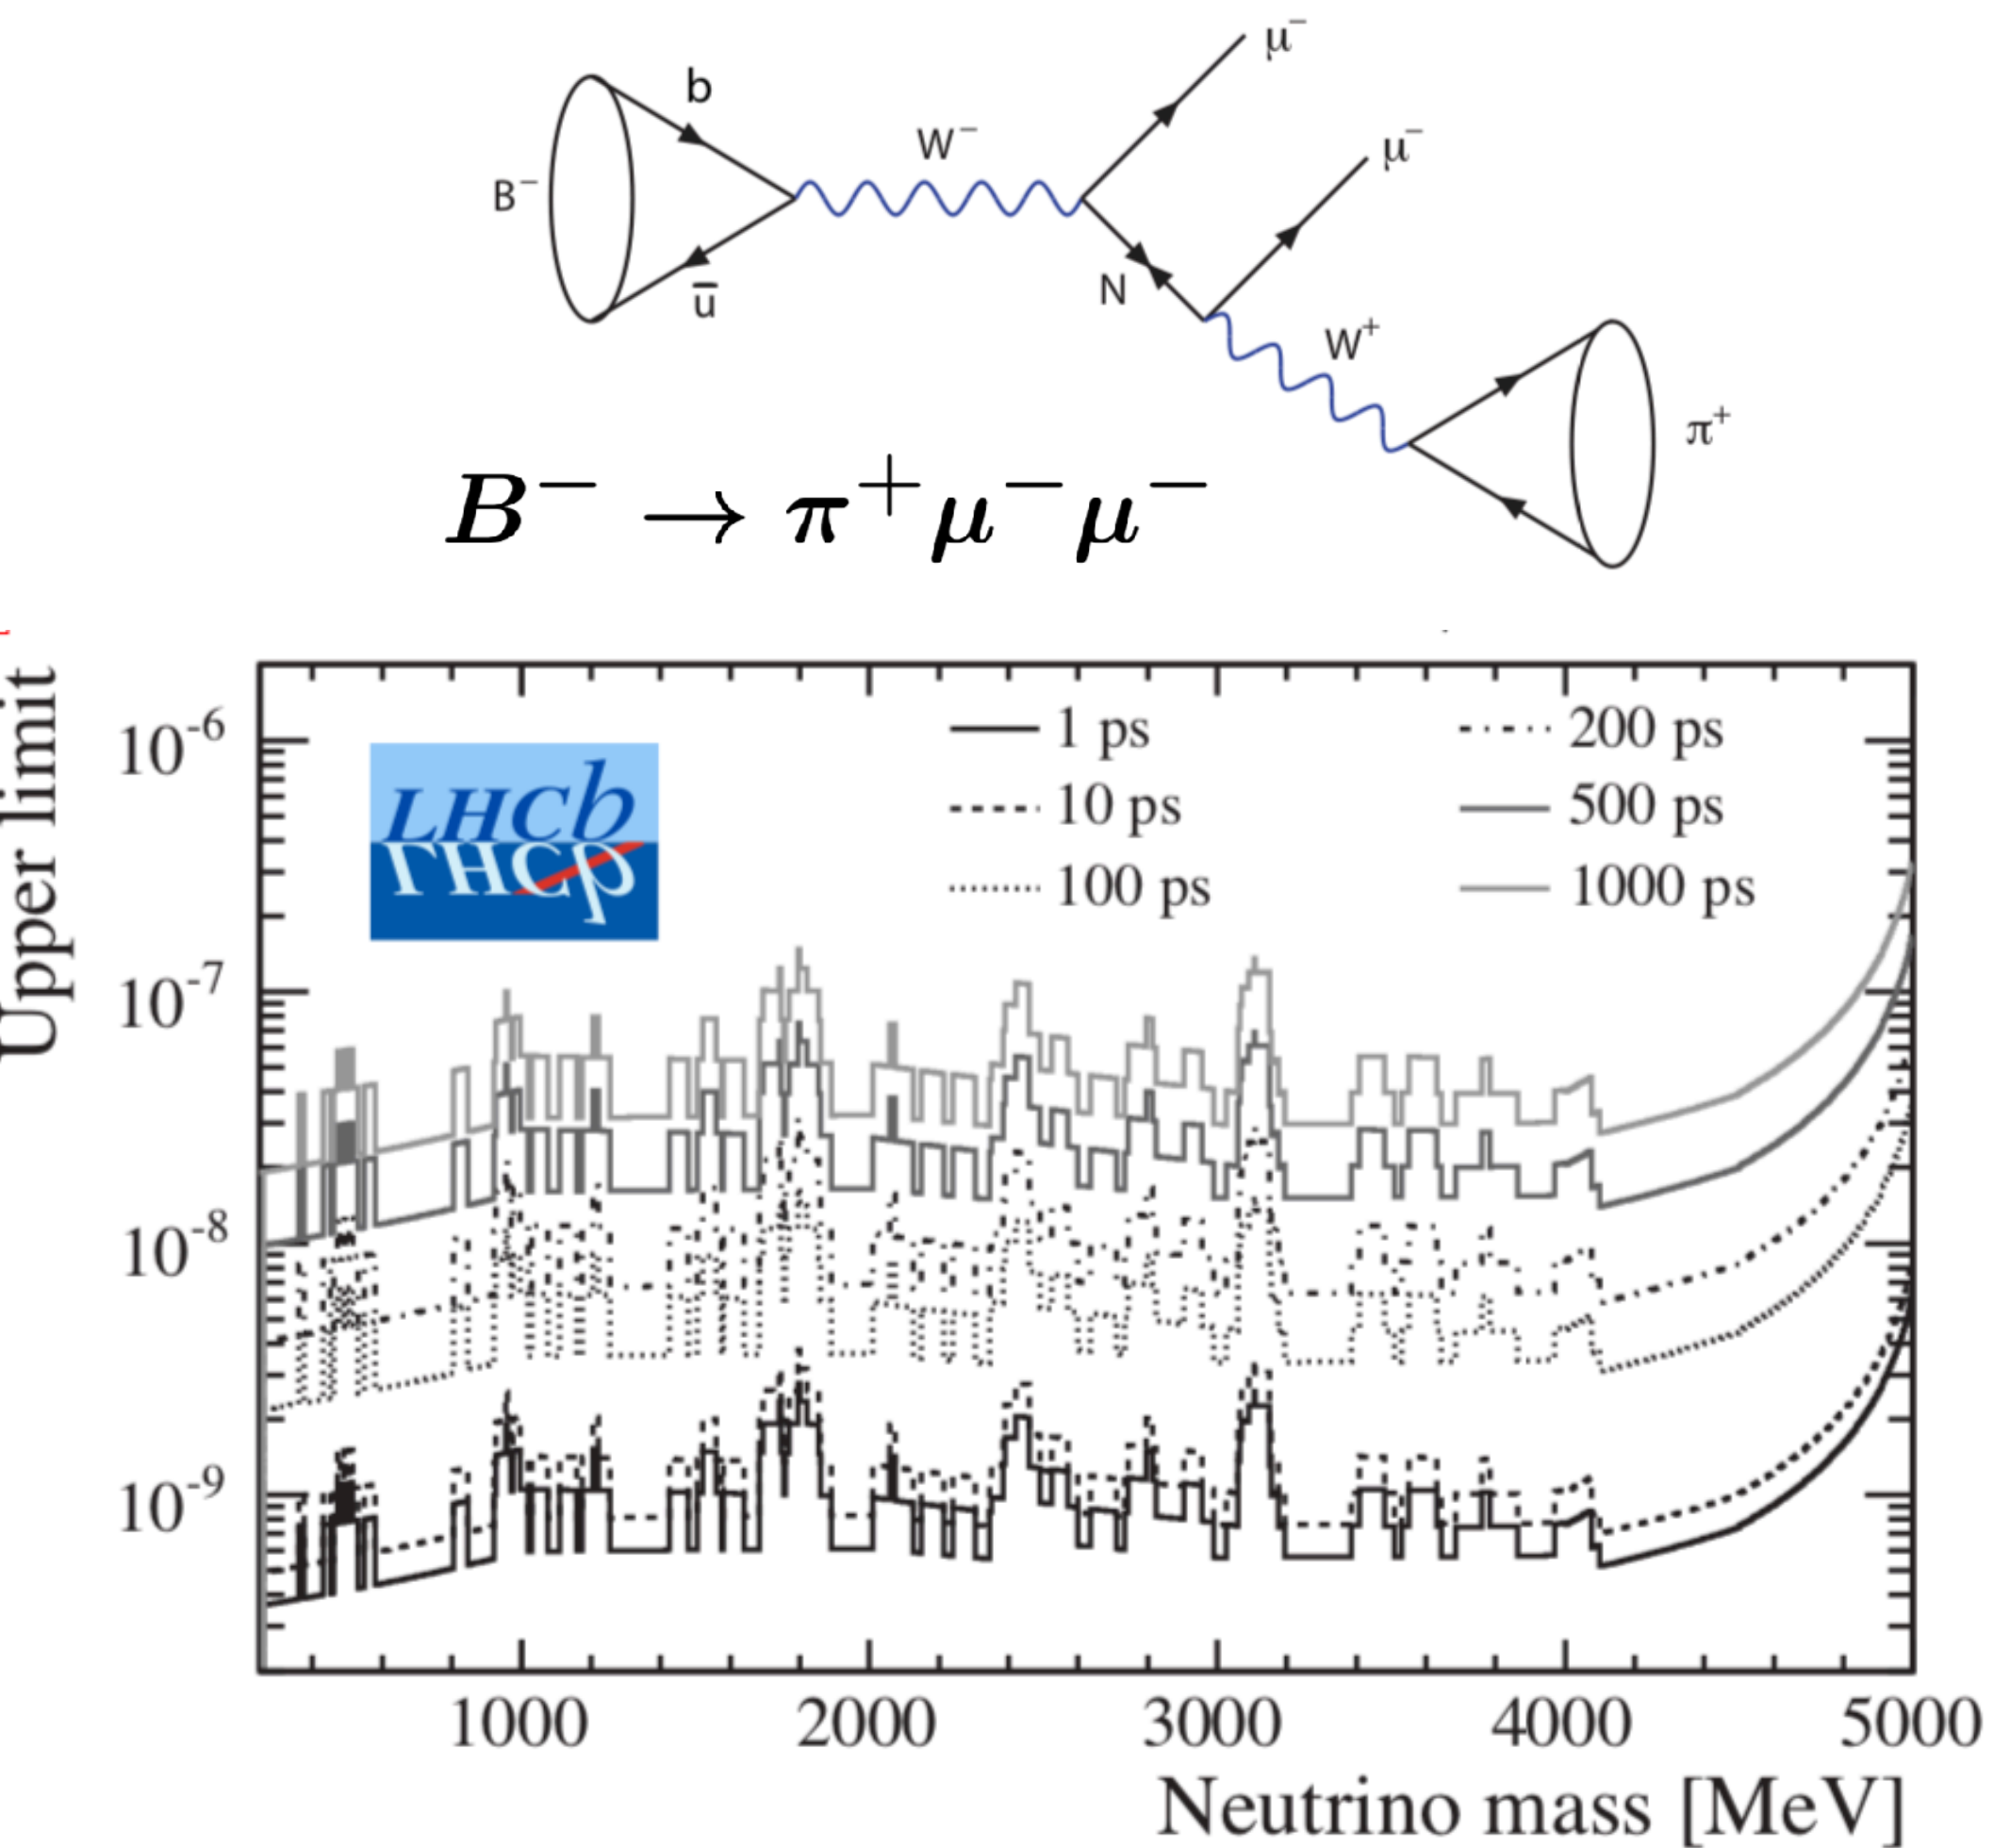 μ⁻
b
W⁻
μ⁻
B⁻
N
u̅
W⁺
π⁺
B⁻ → π⁺μ⁻μ⁻
Upper limit
10⁻⁶
10⁻⁷
10⁻⁸
10⁻⁹
LHCb
LHCb
1 ps
10 ps
100 ps
200 ps
500 ps
1000 ps
1000 2000 3000 4000 5000
Neutrino mass [MeV]